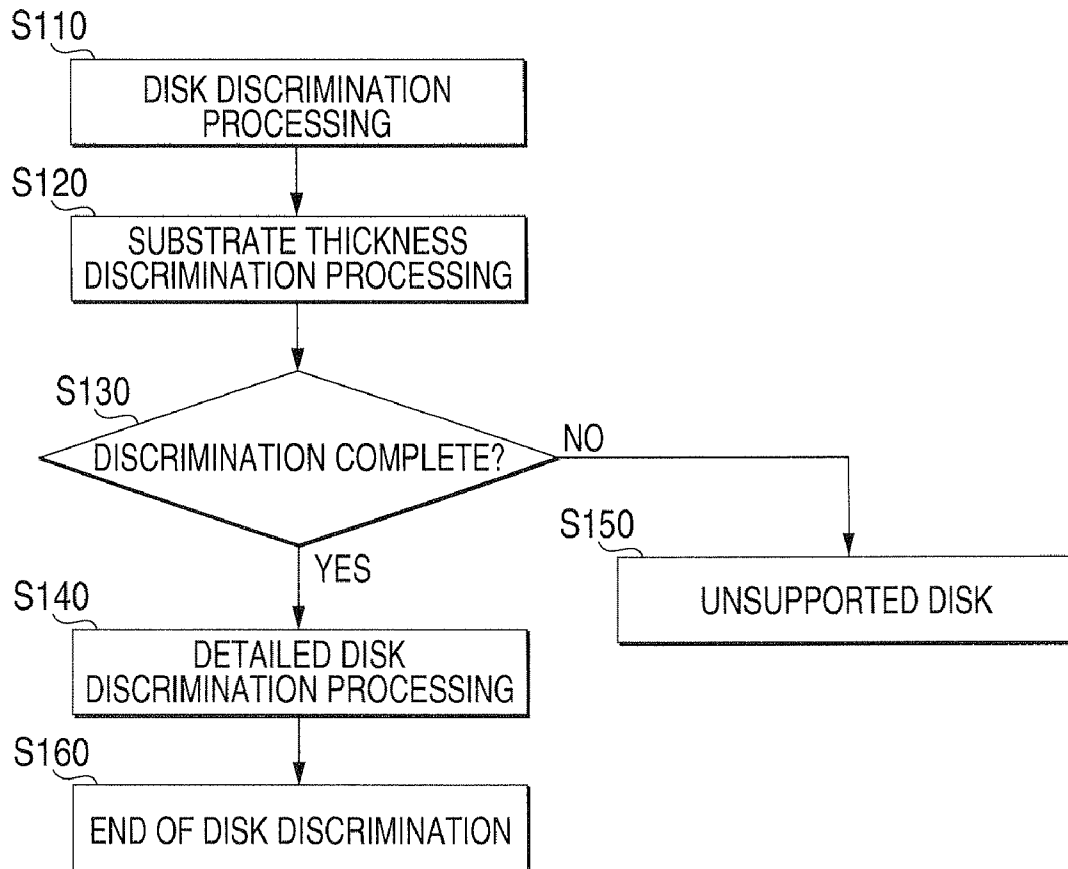 S110
DISK DISCRIMINATION
PROCESSING
S120
SUBSTRATE THICKNESS
DISCRIMINATION PROCESSING
S130
DISCRIMINATION COMPLETE?
NO
YES
S150
UNSUPPORTED DISK
S140
DETAILED DISK
DISCRIMINATION PROCESSING
S160
END OF DISK DISCRIMINATION